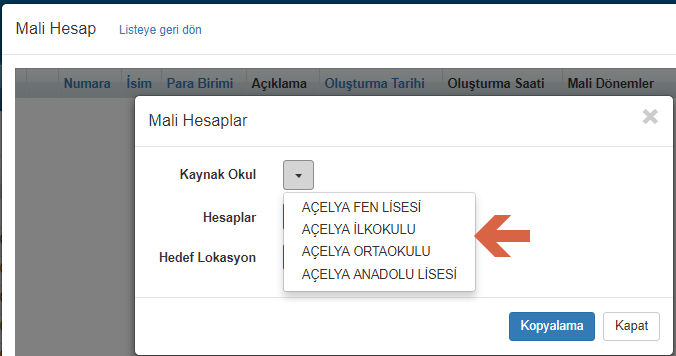 Mali Hesap Listeye geri dön
Numara İsim Para Birimi Açıklama Oluşturma Tarihi Oluşturma Saati Mali Dönemler
Mali Hesaplar
Kaynak Okul
AÇELYA FEN LİSESİ
Hesaplar
AÇELYA İLKOKULU
AÇELYA ORTAOKULU
Hedef Lokasyon
AÇELYA ANADOLU LİSESİ
Kopyalama Kapat